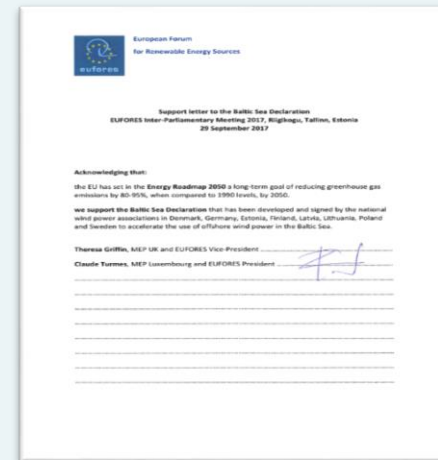 European Forum
for Renewable Energy Sources
eufores
Support letter to the Baltic Sea Declaration
EUFORES Inter-Parliamentary Meeting 2017, Riigikogu, Tallinn, Estonia
29 September 2017
Acknowledging that:
the EU has set in the Energy Roadmap 2050 a long-term goal of reducing greenhouse gas
emissions by 80-95%, when compared to 1990 levels, by 2050.
we support the Baltic Sea Declaration that has been developed and signed by the national
wind power associations in Denmark, Germany, Estonia, Finland, Latvia, Lithuania, Poland
and Sweden to accelerate the use of offshore wind power in the Baltic Sea.
Theresa Griffin, MEP UK and EUFORES Vice-President
Claude Turmes, MEP Luxembourg and EUFORES President